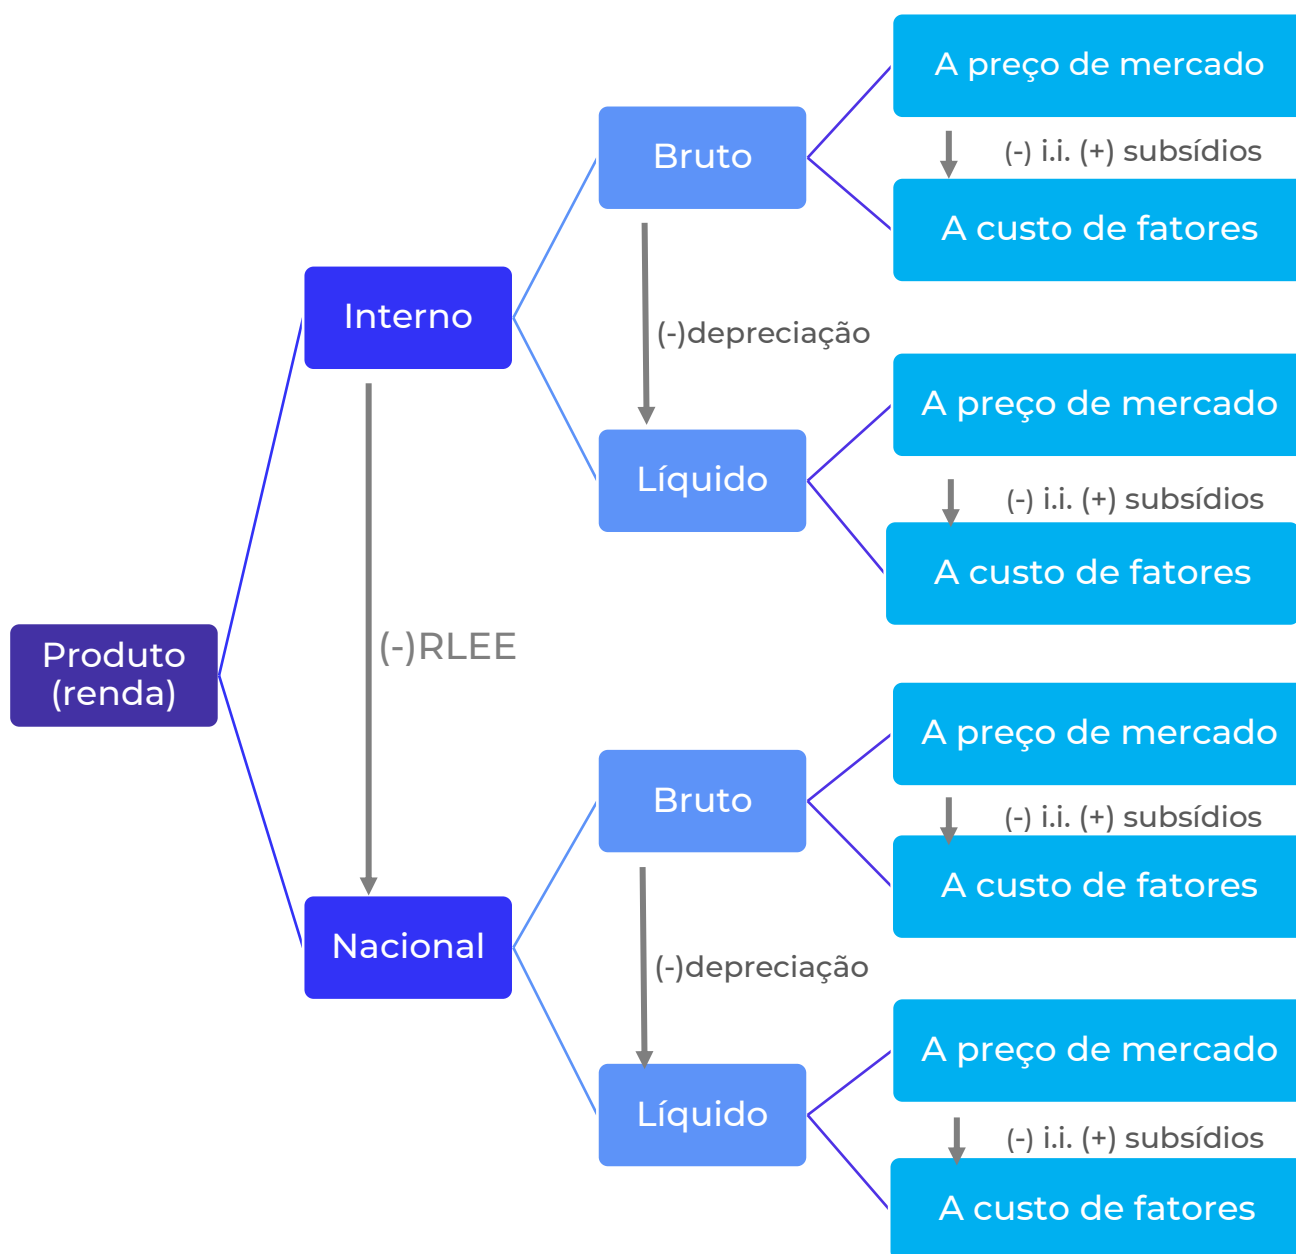 A preço de mercado
(-) i.i. (+) subsídios
Bruto
A custo de fatores
Interno
(-)depreciação
A preço de mercado
Líquido
(-) i.i. (+) subsídios
A custo de fatores
Produto
(renda)
(-)RLEE
A preço de mercado
Bruto
(-) i.i. (+) subsídios
A custo de fatores
Nacional
(-)depreciação
A preço de mercado
Líquido
(-) i.i. (+) subsídios
A custo de fatores